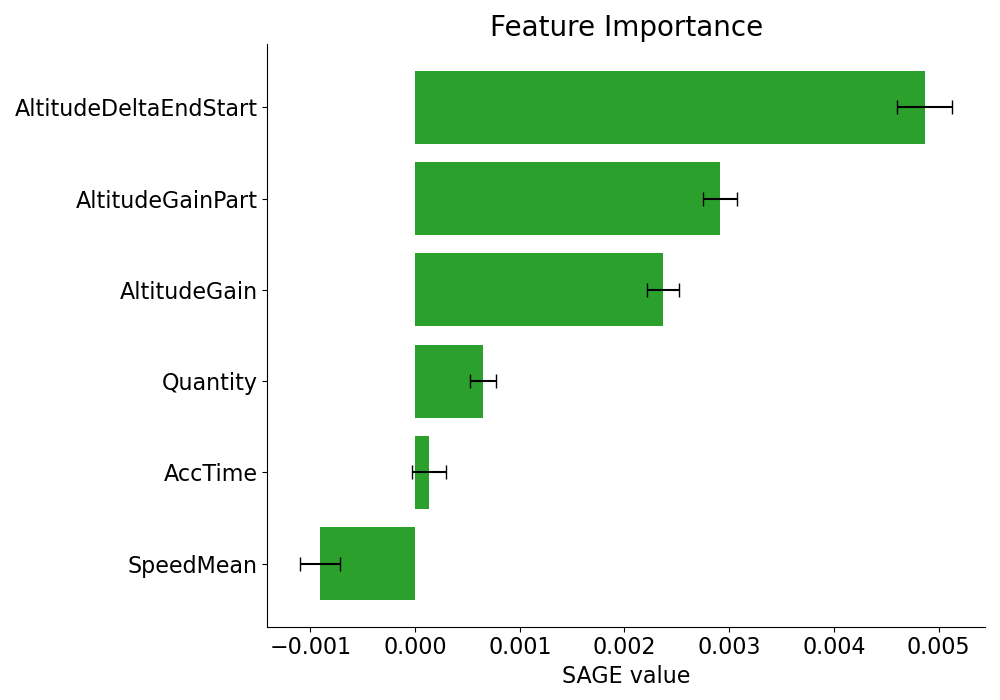 Feature Importance
AltitudeDeltaEndStart
AltitudeGainPart
AltitudeGain
Quantity
AccTime
SpeedMean
−0.001 0.000 0.001 0.002 0.003 0.004 0.005
SAGE value